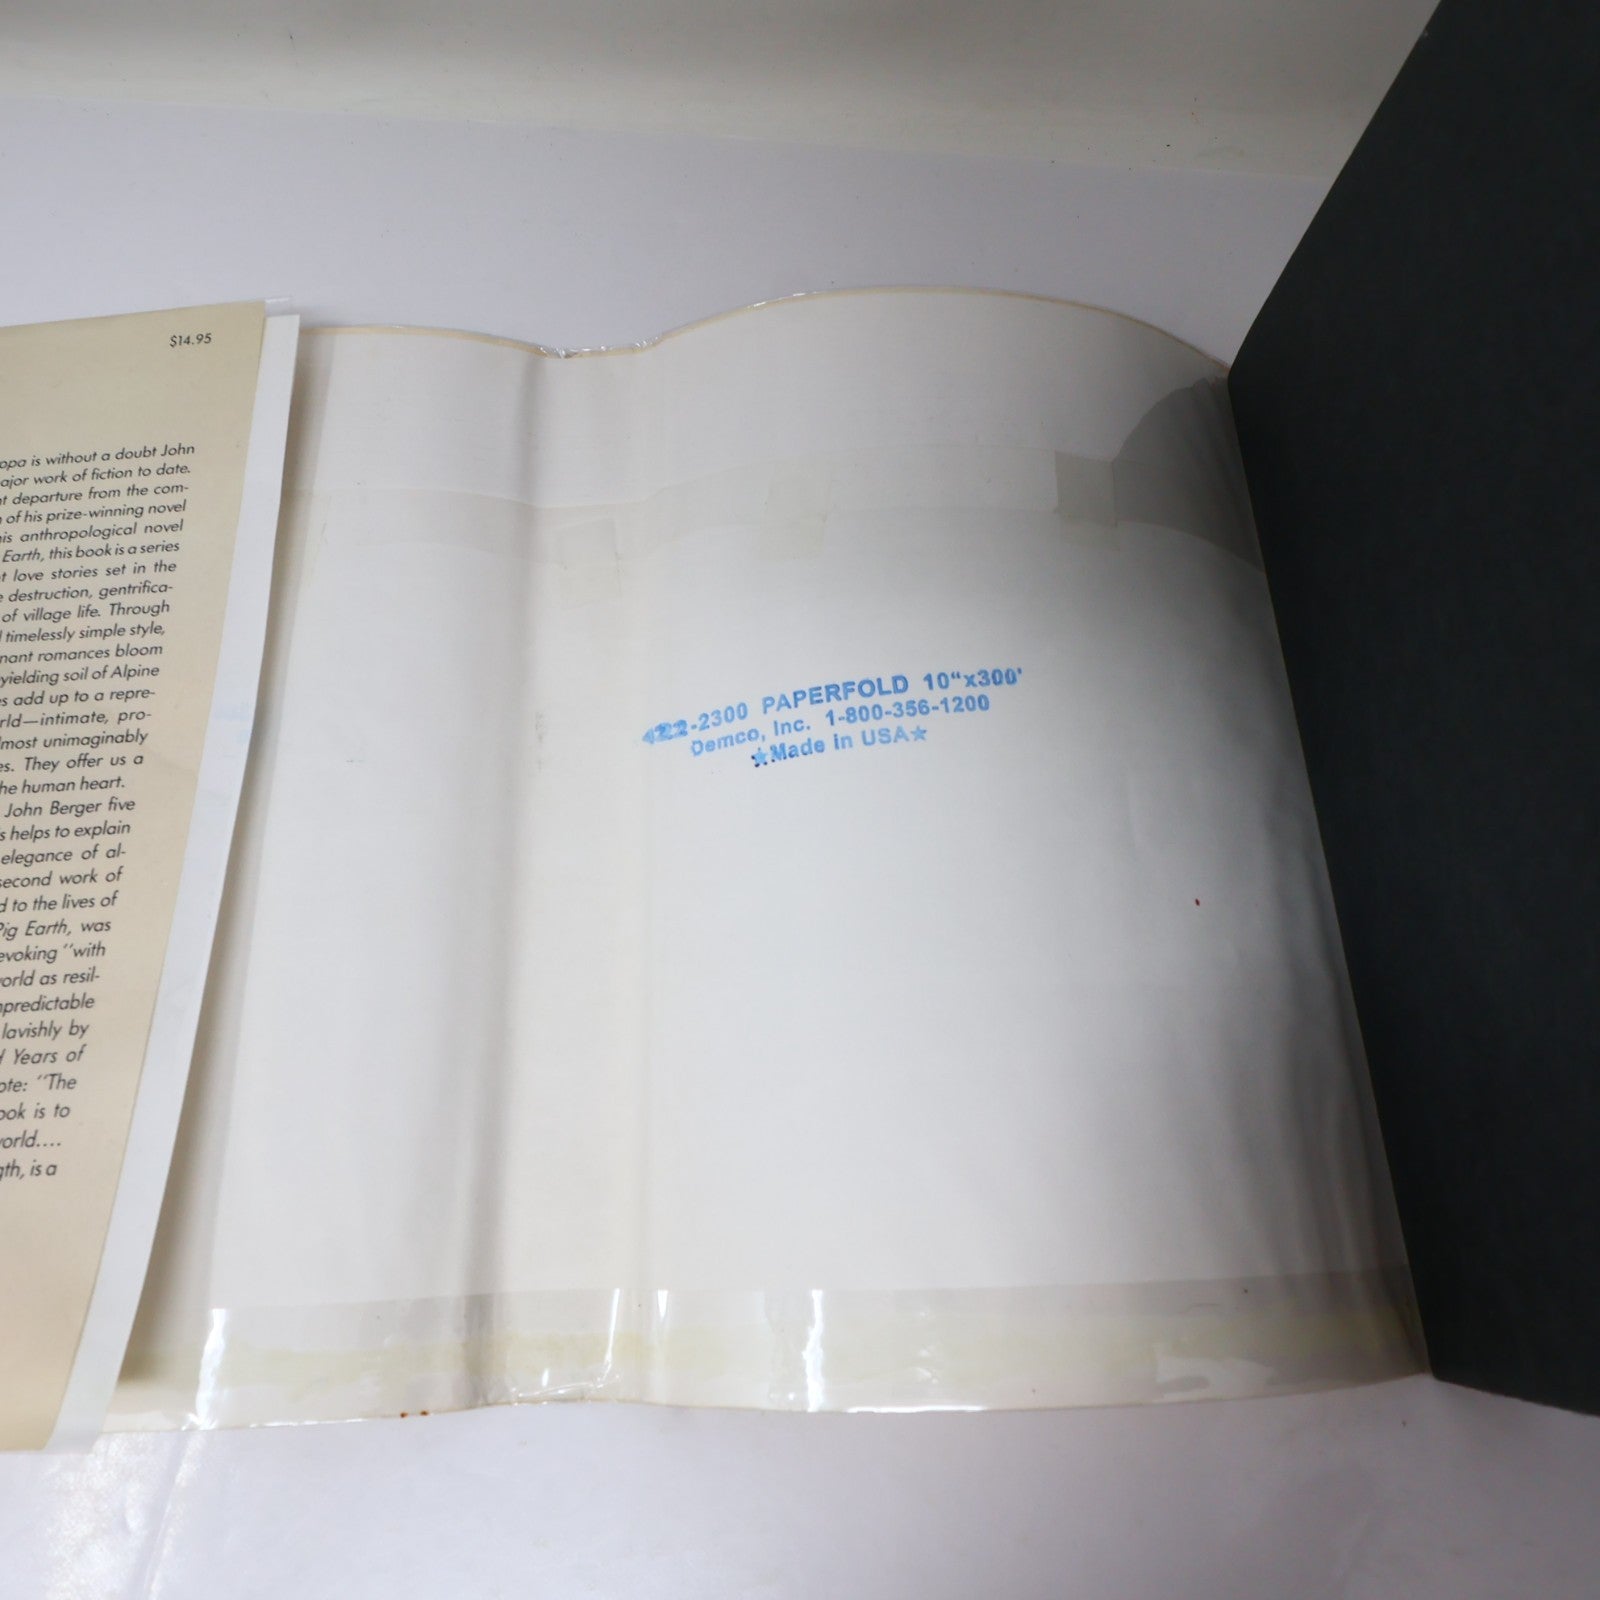 $14.95
opa is without a doubt John
ajor work of fiction to date.
t departure from the com-
of his prize-winning novel
is anthropological novel
Earth, this book is a series
t love stories set in the
e destruction, gentrifica-
of village life. Through
timelessly simple style,
nant romances bloom
yielding soil of Alpine
es add up to a repre-
rld—intimate, pro-
lmost unimaginably
es. They offer us a
he human heart.
John Berger five
s helps to explain
elegance of al-
second work of
d to the lives of
Pig Earth, was
evoking "with
orld as resil-
npredictable
lavishly by
Years of
ote: "The
ook is to
orld....
gth, is a
422-2300 PAPERFOLD 10"x300'
Demco, Inc. 1-800-356-1200
★Made in USA★